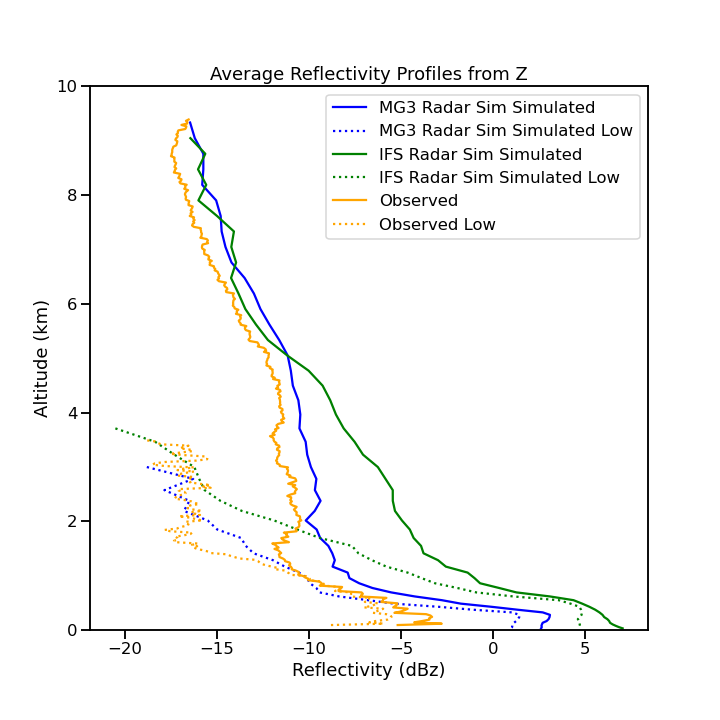 Average Reflectivity Profiles from Z
MG3 Radar Sim Simulated
MG3 Radar Sim Simulated Low
IFS Radar Sim Simulated
IFS Radar Sim Simulated Low
Observed
Observed Low
10
8
6
4
2
0
Altitude (km)
−20 −15 −10 −5 0 5
Reflectivity (dBz)